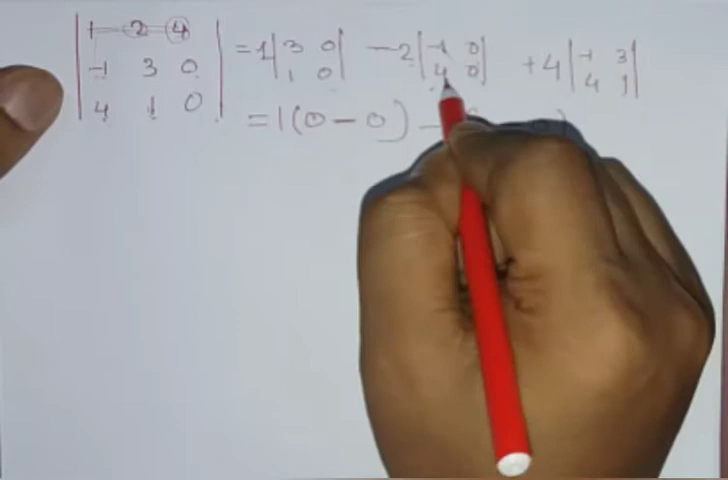 | 1 2 4 | = 1 | 3 0 | - 2 | -1 0 | + 4 | -1 3 |
| -1 3 0 | | 1 0 | | 4 0 | | 4 1 |
| 4 1 0 | = 1(0 - 0) -